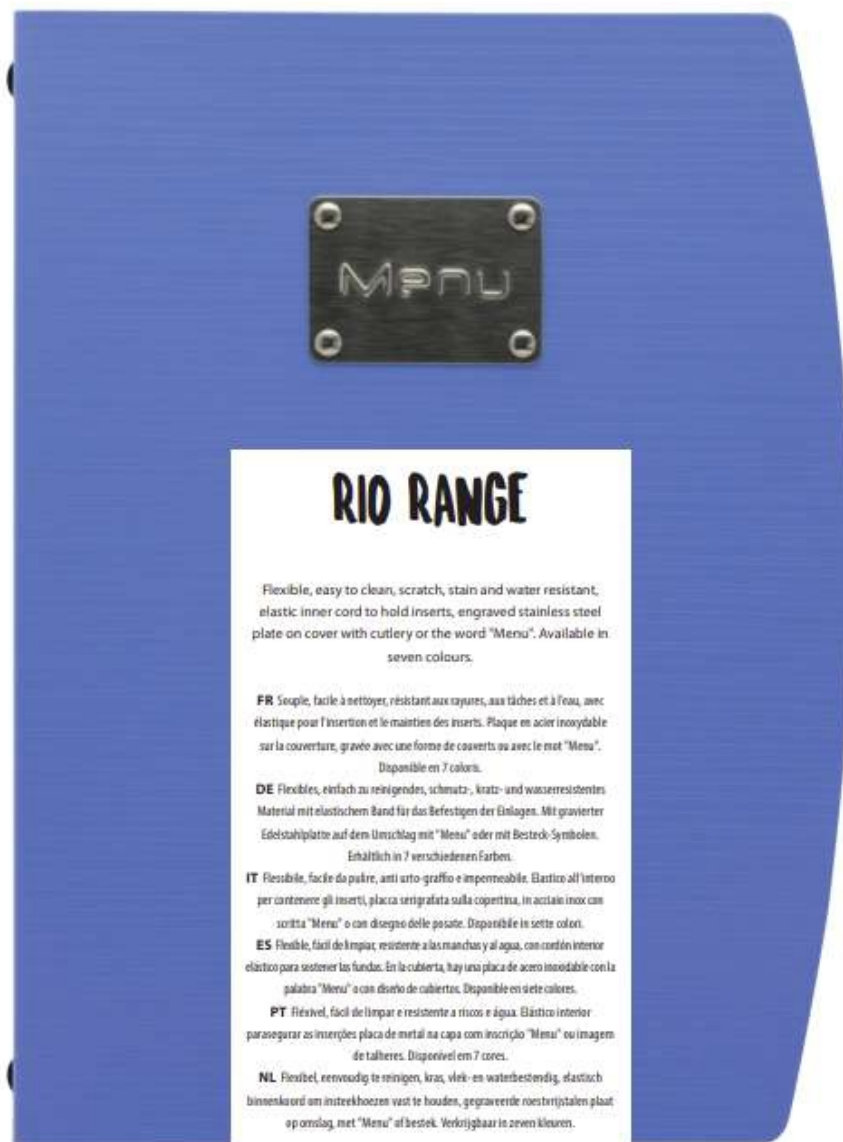 Menu
RIO RANGE
Flexible, easy to clean, scratch, stain and water resistant,
elastic inner cord to hold inserts, engraved stainless steel
plate on cover with cutlery or the word "Menu". Available in
seven colours.
FR Souple, facile à nettoyer, résistant aux rayures, aux tâches et à l'eau, avec
élastique pour l'insertion et le maintien des inserts. Plaque en acier inoxydable
sur la couverture, gravée avec une forme de couverts ou avec le mot "Menu".
Disponible en 7 coloris.
DE Flexibles, einfach zu reinigendes, schmutz-, kratz- und wasserresistentes
Material mit elastischem Band für das Befestigen der Einlagen. Mit gravierter
Edelstahlplatte auf dem Umschlag mit "Menu" oder mit Besteck-Symbolen.
Erhältlich in 7 verschiedenen Farben.
IT Flessibile, facile da pulire, anti urto-graffio e impermeabile. Elastico all'interno
per contenere gli inserti, placca serigrafata sulla copertina, in acciaio inox con
scritta "Menu" o con disegno delle posate. Disponibile in sette colori.
ES Flexible, fácil de limpiar, resistente a las manchas y al agua, con cordón interior
elástico para sostener las fundas. En la cubierta, hay una placa de acero inoxidable con la
palabra "Menu" o con diseño de cubiertos. Disponible en siete colores.
PT Fléxivel, fácil de limpar e resistente a riscos e água. Elástico interior
parasegurar as inserções placa de metal na capa com inscrição "Menu" ou imagem
de talheres. Disponível em 7 cores.
NL Flexibel, eenvoudig te reinigen, kras, vlek- en waterbestendig, elastisch
binnenkoord om insteekhoezen vast te houden, gegraveerde roestvrijstalen plaat
op omslag, met "Menu" of bestek. Verkrijgbaar in zeven kleuren.